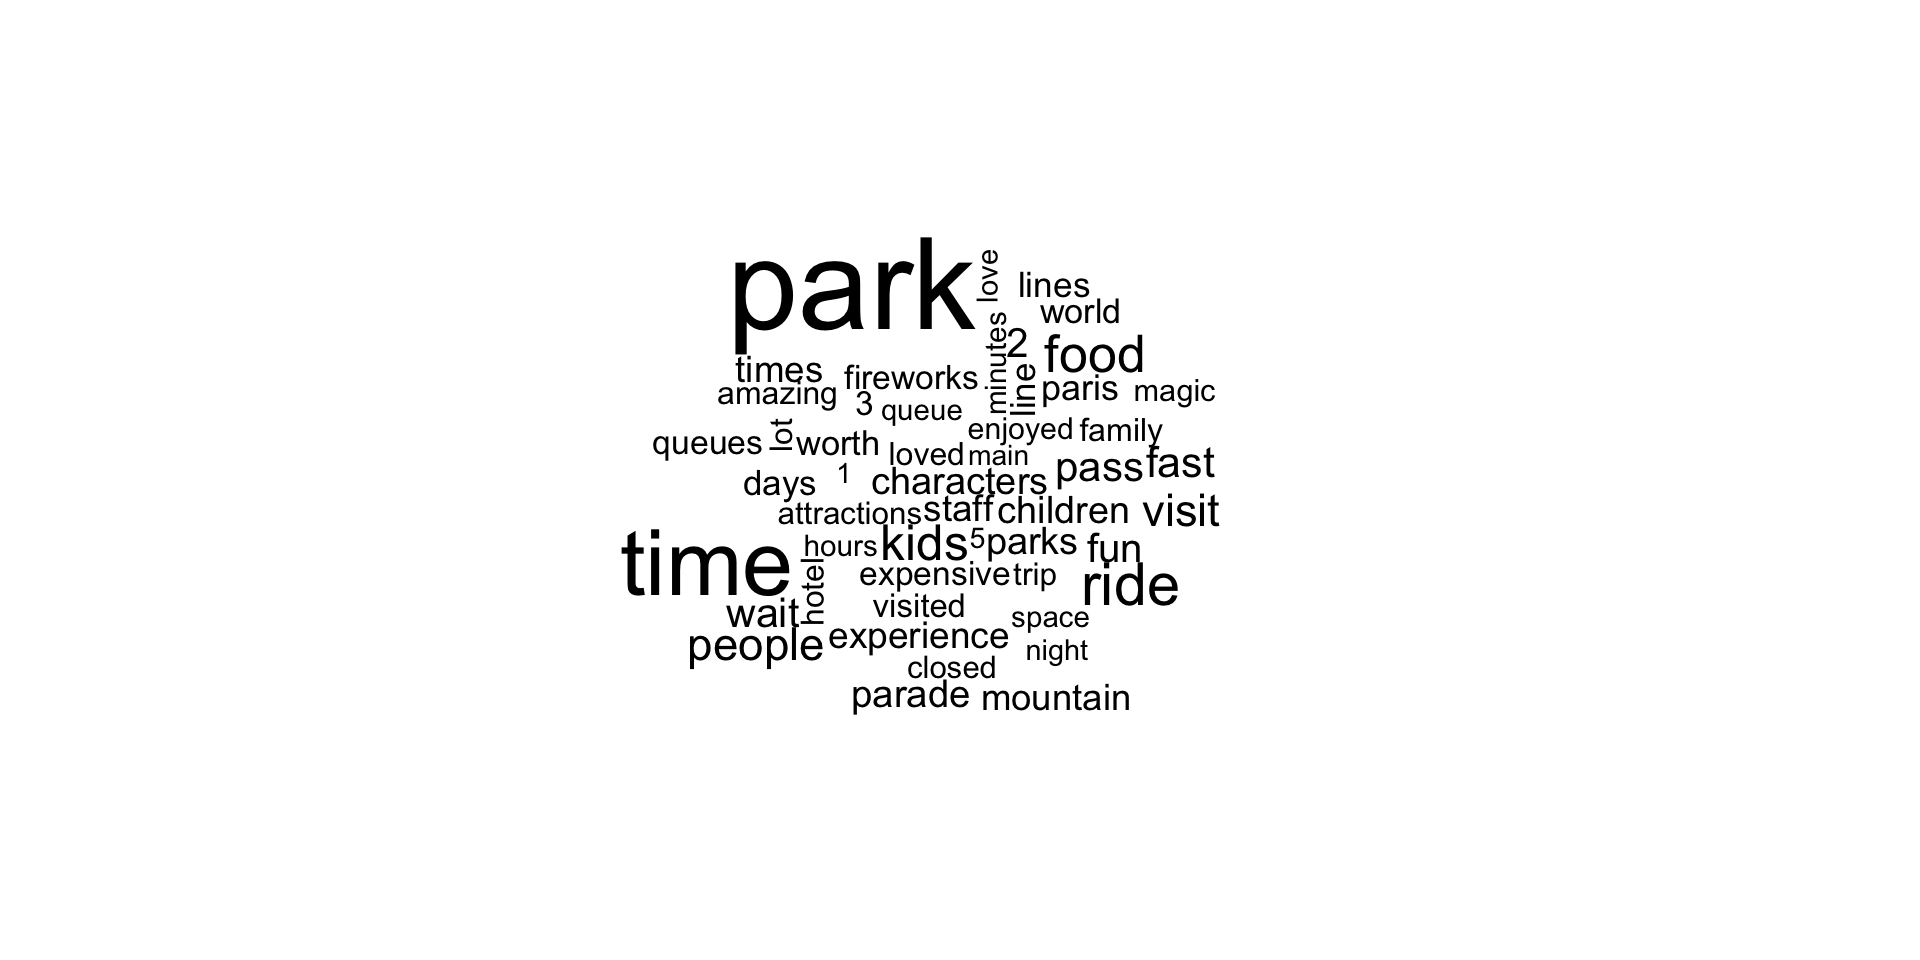 park
love
lines
world
minutes
2
food
times
fireworks
line
paris
magic
amazing
3
queue
queues
lot
worth
enjoyed
family
loved
main
pass
fast
days
1
characters
attractions
staff
children
visit
time
hours
kids
5
parks
fun
hotel
expensive
trip
ride
wait
visited
space
people
experience
night
closed
parade
mountain